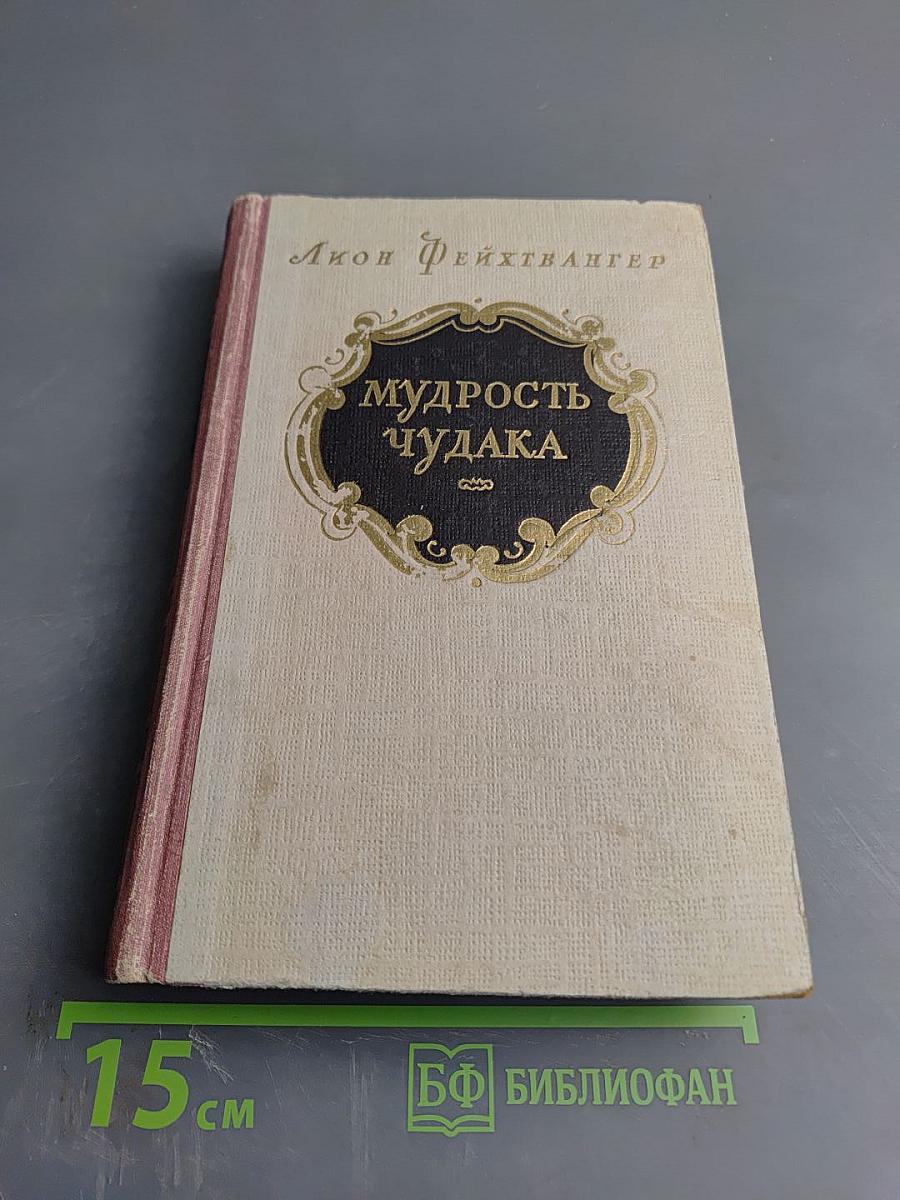 Лион Фейхтвангер
МУДРОСТЬ
ЧУДАКА
15 см
БФ БИБЛИОФАН